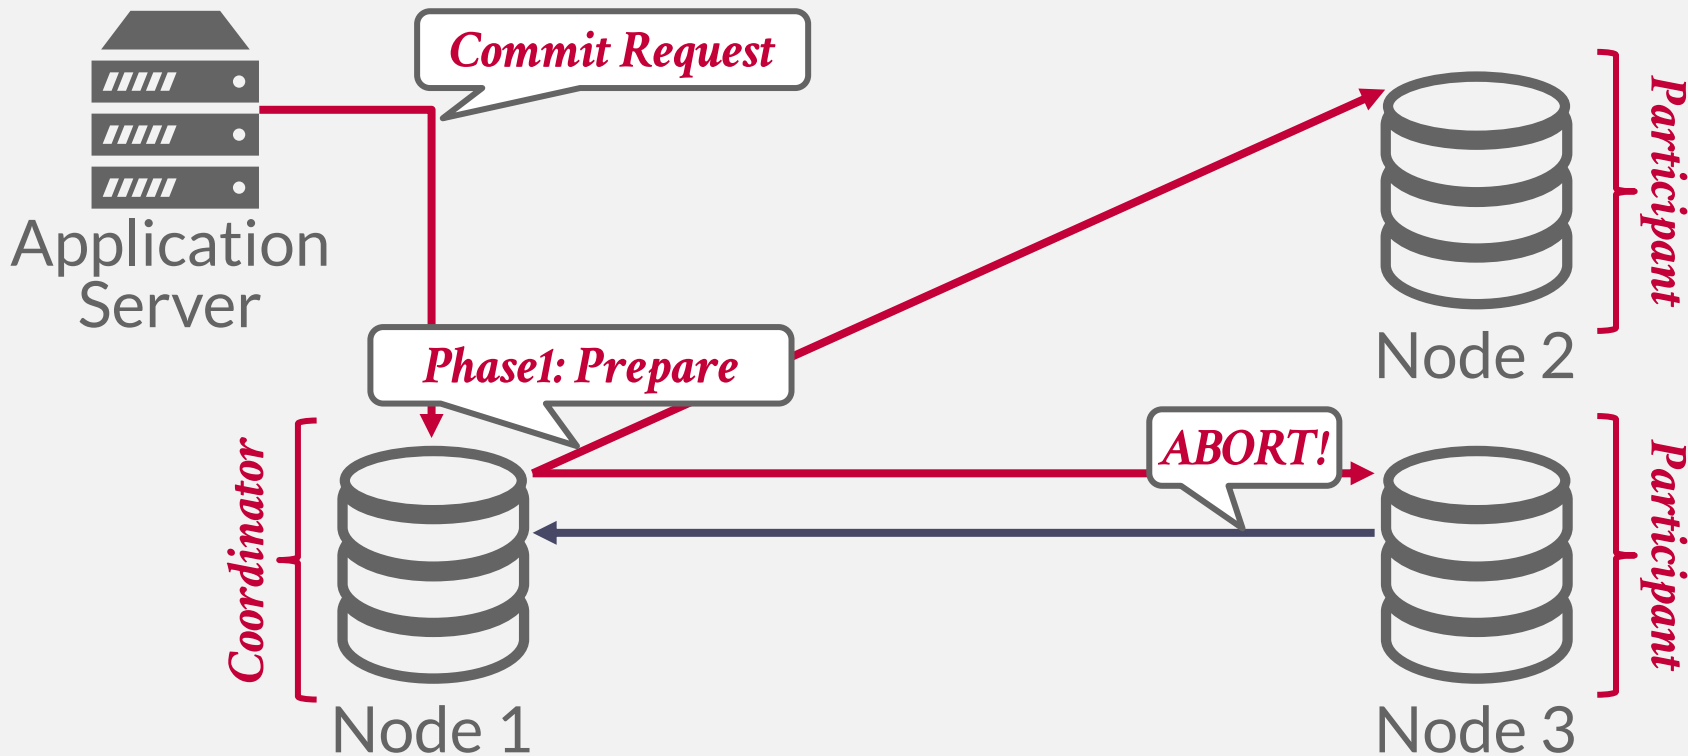 Commit Request
Application
Server
Participant
Node 2
Phase1: Prepare
ABORT!
Coordinator
Participant
Node 1
Node 3